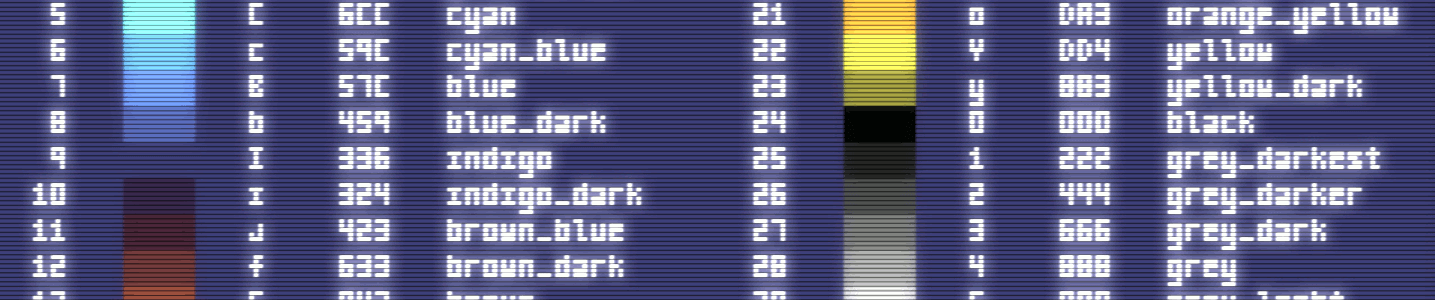 5 C 6CC cyan 21 o DA3 orange_yellow
6 c 59C cyan_blue 22 Y DD4 yellow
7 B 57C blue 23 y 883 yellow_dark
8 b 459 blue_dark 24 0 000 black
9 I 336 indigo 25 1 222 grey_darkest
10 i 324 indigo_dark 26 2 444 grey_darker
11 j 423 brown_blue 27 3 666 grey_dark
12 f 633 brown_dark 28 4 888 grey